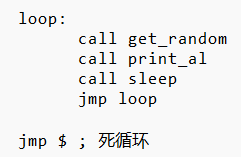 loop:
      call get_random
      call print_al
      call sleep
      jmp loop

jmp $ ; 死循环